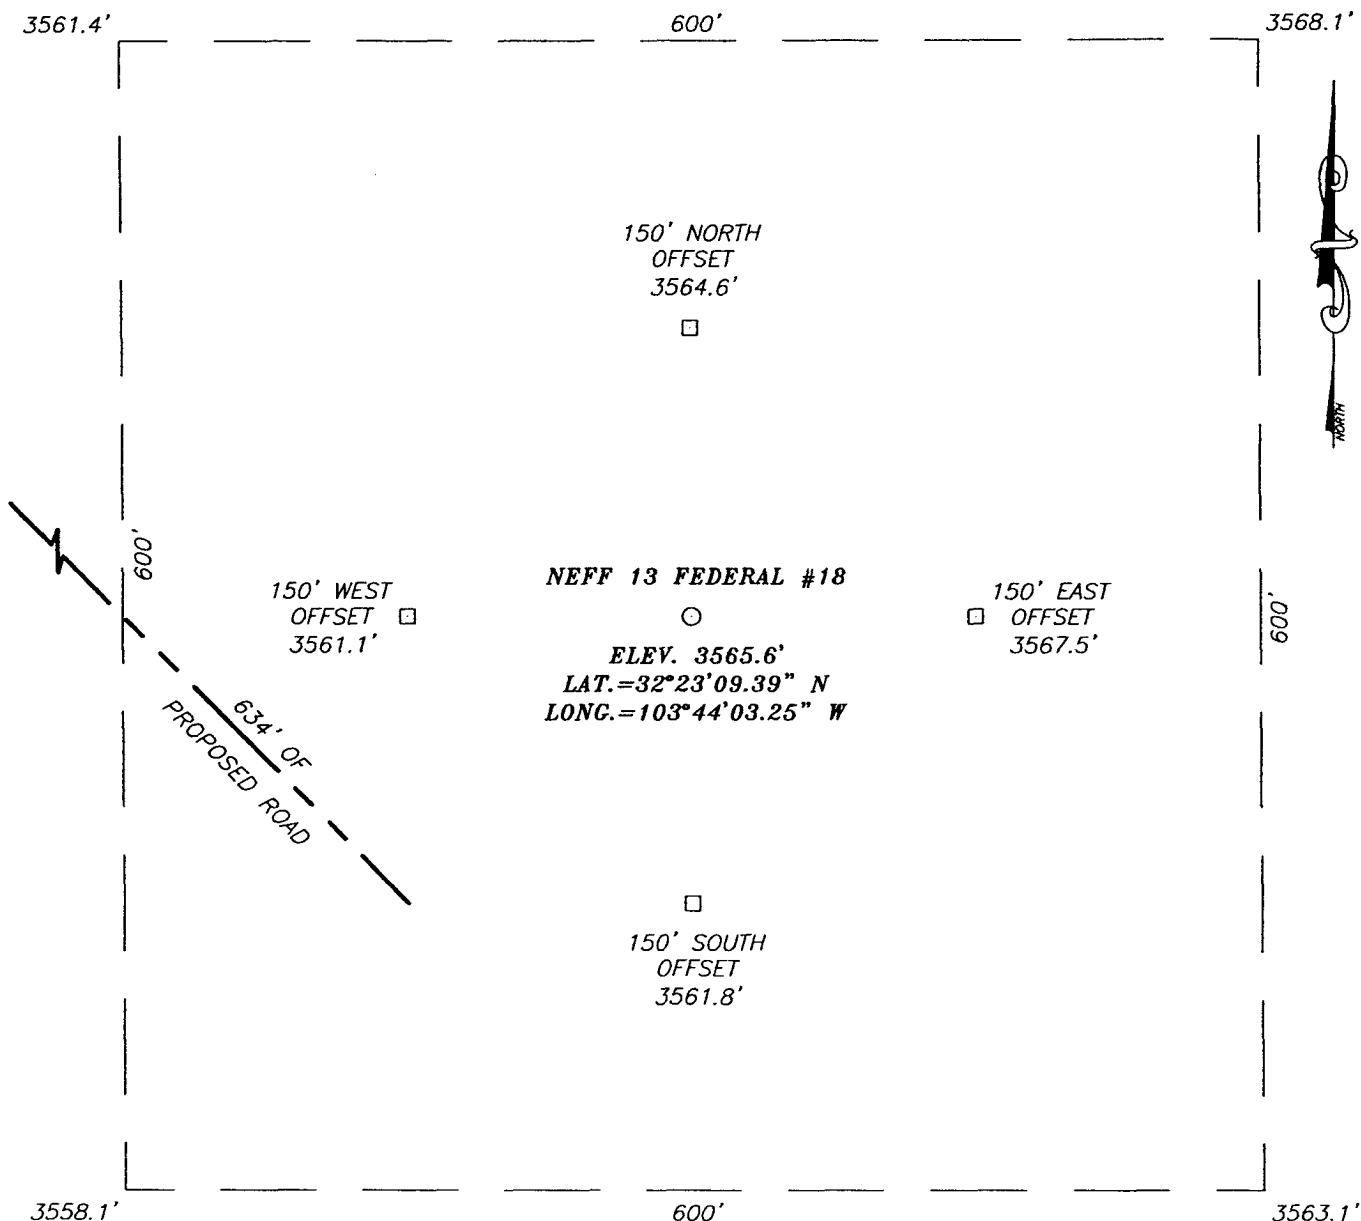 3561.4'
600'
3568.1'
150' NORTH
OFFSET
3564.6'
NORTH
600'
150' WEST
OFFSET
3561.1'
NEFF 13 FEDERAL #18
ELEV. 3565.6'
LAT.=32°23'09.39" N
LONG.=103°44'03.25" W
150' EAST
OFFSET
3567.5'
600'
634' OF
PROPOSED ROAD
150' SOUTH
OFFSET
3561.8'
3558.1'
600'
3563.1'